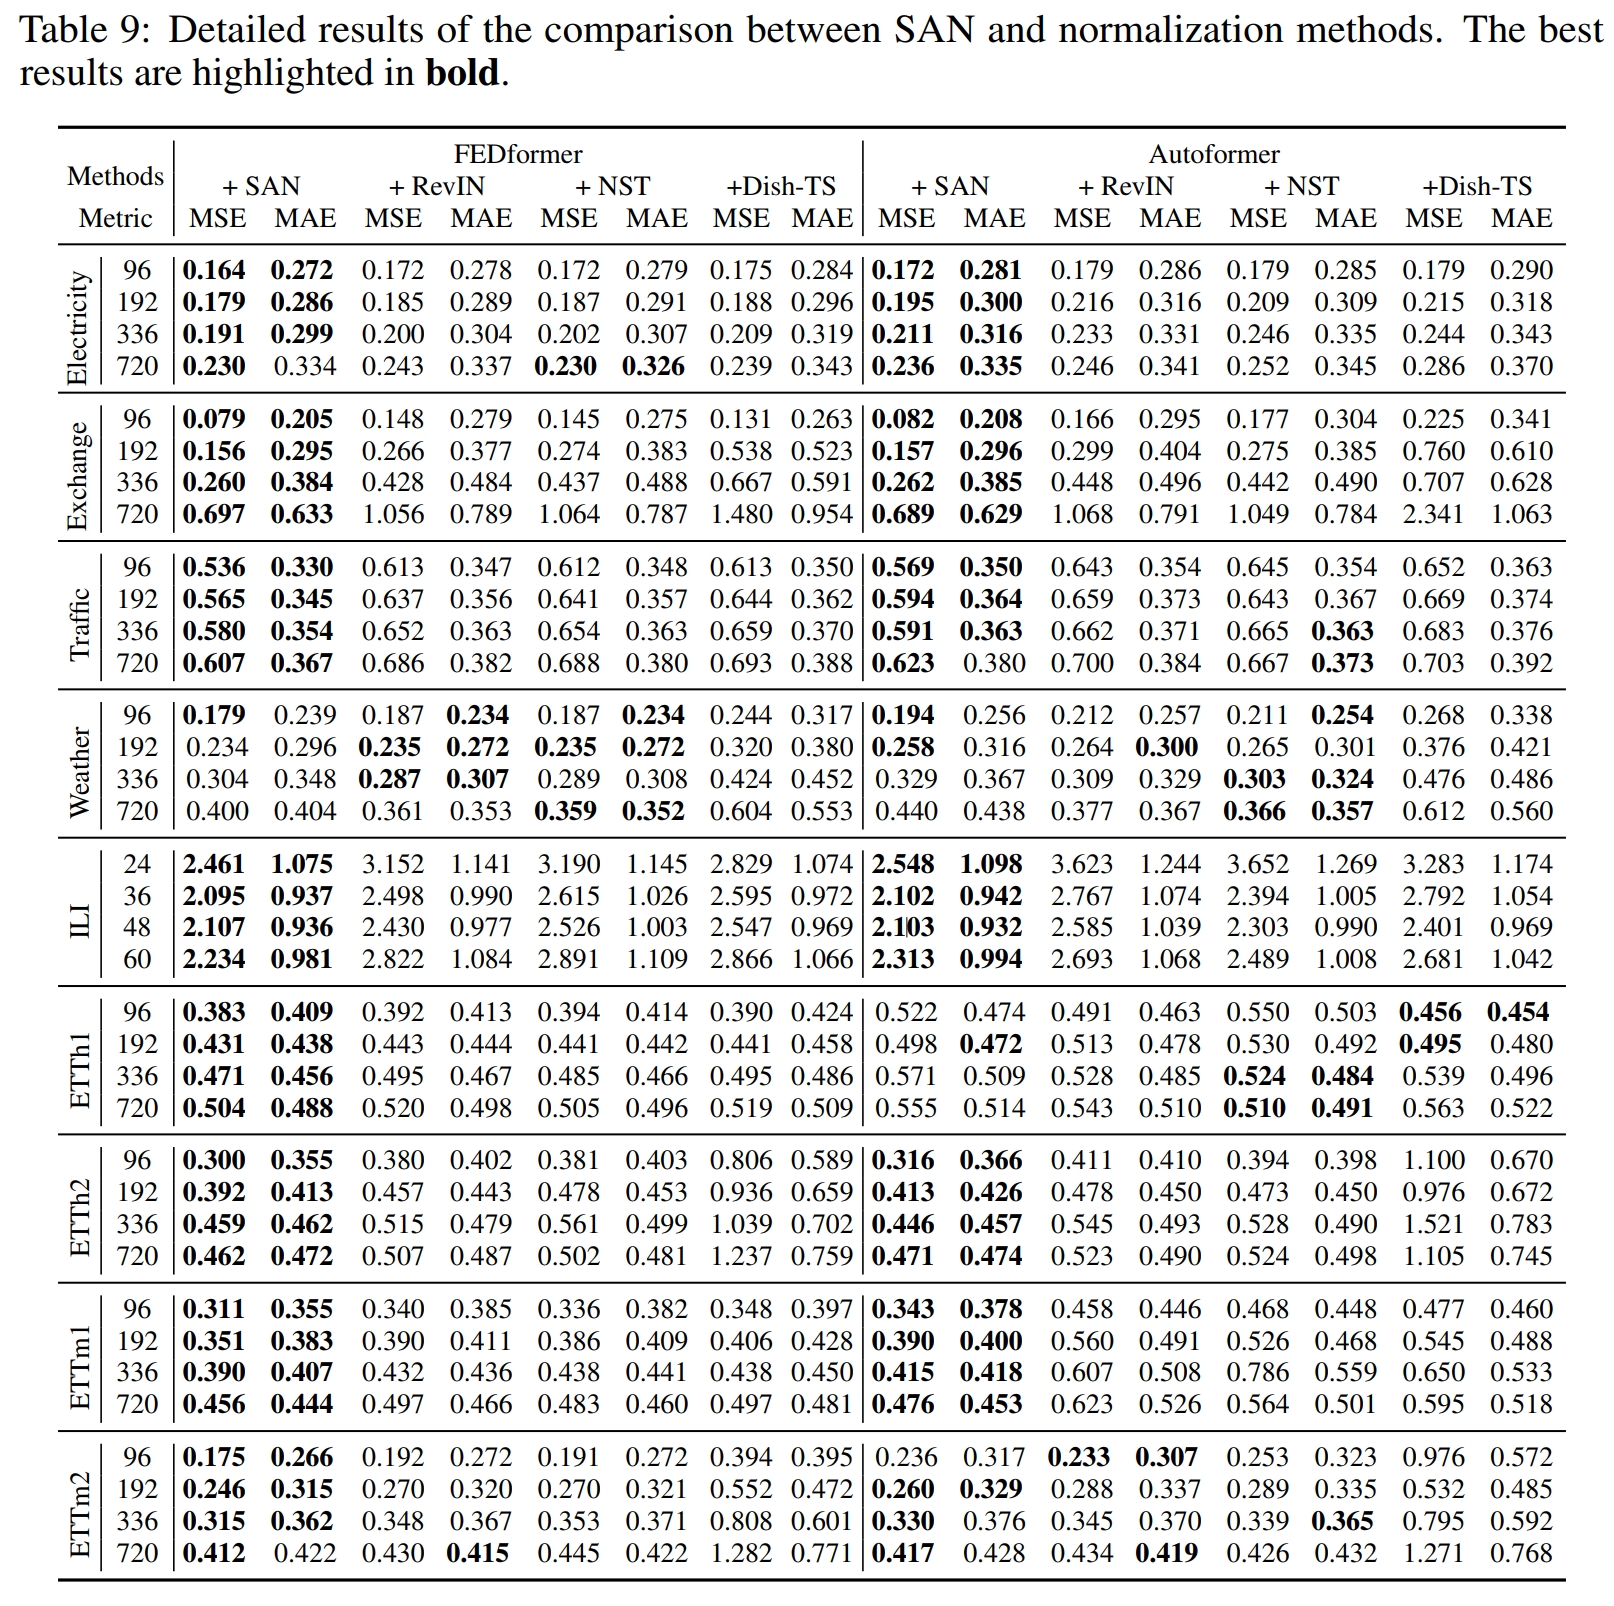 Table 9: Detailed results of the comparison between SAN and normalization methods. The best
results are highlighted in bold.
Methods FEDformer Autoformer
+ SAN + RevIN + NST +Dish-TS + SAN + RevIN + NST +Dish-TS
Metric MSE MAE MSE MAE MSE MAE MSE MAE MSE MAE MSE MAE MSE MAE MSE MAE
Electricity
96 0.164 0.272 0.172 0.278 0.172 0.279 0.175 0.284 0.172 0.281 0.179 0.286 0.179 0.285 0.179 0.290
192 0.179 0.286 0.185 0.289 0.187 0.291 0.188 0.296 0.195 0.300 0.216 0.316 0.209 0.309 0.215 0.318
336 0.191 0.299 0.200 0.304 0.202 0.307 0.209 0.319 0.211 0.316 0.233 0.331 0.246 0.335 0.244 0.343
720 0.230 0.334 0.243 0.337 0.230 0.326 0.239 0.343 0.236 0.335 0.246 0.341 0.252 0.345 0.286 0.370
Exchange
96 0.079 0.205 0.148 0.279 0.145 0.275 0.131 0.263 0.082 0.208 0.166 0.295 0.177 0.304 0.225 0.341
192 0.156 0.295 0.266 0.377 0.274 0.383 0.538 0.523 0.157 0.296 0.299 0.404 0.275 0.385 0.760 0.610
336 0.260 0.384 0.428 0.484 0.437 0.488 0.667 0.591 0.262 0.385 0.448 0.496 0.442 0.490 0.707 0.628
720 0.697 0.633 1.056 0.789 1.064 0.787 1.480 0.954 0.689 0.629 1.068 0.791 1.049 0.784 2.341 1.063
Traffic
96 0.536 0.330 0.613 0.347 0.612 0.348 0.613 0.350 0.569 0.350 0.643 0.354 0.645 0.354 0.652 0.363
192 0.565 0.345 0.637 0.356 0.641 0.357 0.644 0.362 0.594 0.364 0.659 0.373 0.643 0.367 0.669 0.374
336 0.580 0.354 0.652 0.363 0.654 0.363 0.659 0.370 0.591 0.363 0.662 0.371 0.665 0.363 0.683 0.376
720 0.607 0.367 0.686 0.382 0.688 0.380 0.693 0.388 0.623 0.380 0.700 0.384 0.667 0.373 0.703 0.392
Weather
96 0.179 0.239 0.187 0.234 0.187 0.234 0.244 0.317 0.194 0.256 0.212 0.257 0.211 0.254 0.268 0.338
192 0.234 0.296 0.235 0.272 0.235 0.272 0.320 0.380 0.258 0.316 0.264 0.300 0.265 0.301 0.376 0.421
336 0.304 0.348 0.287 0.307 0.289 0.308 0.424 0.452 0.329 0.367 0.309 0.329 0.303 0.324 0.476 0.486
720 0.400 0.404 0.361 0.353 0.359 0.352 0.604 0.553 0.440 0.438 0.377 0.367 0.366 0.357 0.612 0.560
ILI
24 2.461 1.075 3.152 1.141 3.190 1.145 2.829 1.074 2.548 1.098 3.623 1.244 3.652 1.269 3.283 1.174
36 2.095 0.937 2.498 0.990 2.615 1.026 2.595 0.972 2.102 0.942 2.767 1.074 2.394 1.005 2.792 1.054
48 2.107 0.936 2.430 0.977 2.526 1.003 2.547 0.969 2.103 0.932 2.585 1.039 2.303 0.990 2.401 0.969
60 2.234 0.981 2.822 1.084 2.891 1.109 2.866 1.066 2.313 0.994 2.693 1.068 2.489 1.008 2.681 1.042
ETTh1
96 0.383 0.409 0.392 0.413 0.394 0.414 0.390 0.424 0.522 0.474 0.491 0.463 0.550 0.503 0.456 0.454
192 0.431 0.438 0.443 0.444 0.441 0.442 0.441 0.458 0.498 0.472 0.513 0.478 0.530 0.492 0.495 0.480
336 0.471 0.456 0.495 0.467 0.485 0.466 0.495 0.486 0.571 0.509 0.528 0.485 0.524 0.484 0.539 0.496
720 0.504 0.488 0.520 0.498 0.505 0.496 0.519 0.509 0.555 0.514 0.543 0.510 0.510 0.491 0.563 0.522
ETTh2
96 0.300 0.355 0.380 0.402 0.381 0.403 0.806 0.589 0.316 0.366 0.411 0.410 0.394 0.398 1.100 0.670
192 0.392 0.413 0.457 0.443 0.478 0.453 0.936 0.659 0.413 0.426 0.478 0.450 0.473 0.450 0.976 0.672
336 0.459 0.462 0.515 0.479 0.561 0.499 1.039 0.702 0.446 0.457 0.545 0.493 0.528 0.490 1.521 0.783
720 0.462 0.472 0.507 0.487 0.502 0.481 1.237 0.759 0.471 0.474 0.523 0.490 0.524 0.498 1.105 0.745
ETTm1
96 0.311 0.355 0.340 0.385 0.336 0.382 0.348 0.397 0.343 0.378 0.458 0.446 0.468 0.448 0.477 0.460
192 0.351 0.383 0.390 0.411 0.386 0.409 0.406 0.428 0.390 0.400 0.560 0.491 0.526 0.468 0.545 0.488
336 0.390 0.407 0.432 0.436 0.438 0.441 0.438 0.450 0.415 0.418 0.607 0.508 0.786 0.559 0.650 0.533
720 0.456 0.444 0.497 0.466 0.483 0.460 0.497 0.481 0.476 0.453 0.623 0.526 0.564 0.501 0.595 0.518
ETTm2
96 0.175 0.266 0.192 0.272 0.191 0.272 0.394 0.395 0.236 0.317 0.233 0.307 0.253 0.323 0.976 0.572
192 0.246 0.315 0.270 0.320 0.270 0.321 0.552 0.472 0.260 0.329 0.288 0.337 0.289 0.335 0.532 0.485
336 0.315 0.362 0.348 0.367 0.353 0.371 0.808 0.601 0.330 0.376 0.345 0.370 0.339 0.365 0.795 0.592
720 0.412 0.422 0.430 0.415 0.445 0.422 1.282 0.771 0.417 0.428 0.434 0.419 0.426 0.432 1.271 0.768